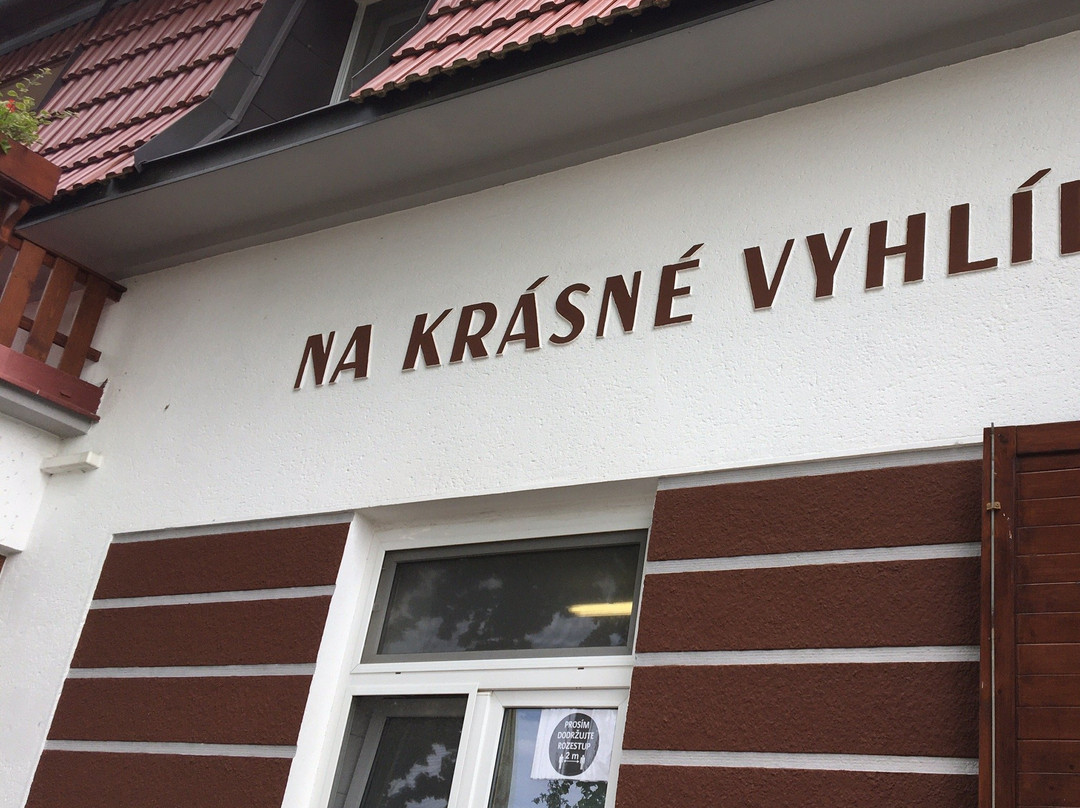 NA KRÁSNÉ VYHLÍ
PROSÍM
DODRŽUJTE
ROZESTUP
2 m